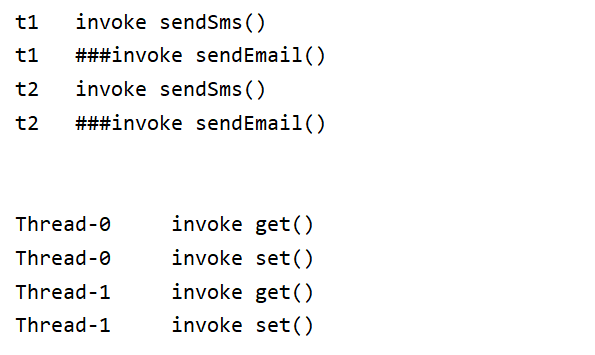 t1   invoke sendSms()
t1   ###invoke sendEmail()
t2   invoke sendSms()
t2   ###invoke sendEmail()
Thread-0     invoke get()
Thread-0     invoke set()
Thread-1     invoke get()
Thread-1     invoke set()